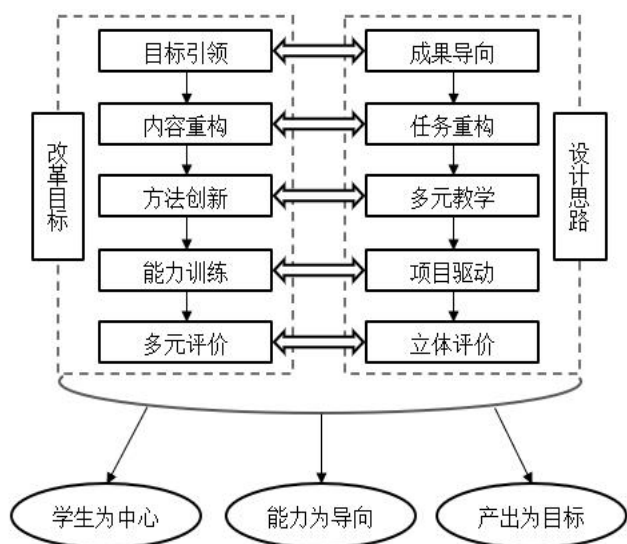 目标引领
成果导向
内容重构
任务重构
改革目标
设计思路
方法创新
多元教学
能力训练
项目驱动
多元评价
立体评价
学生为中心
能力为导向
产出为目标